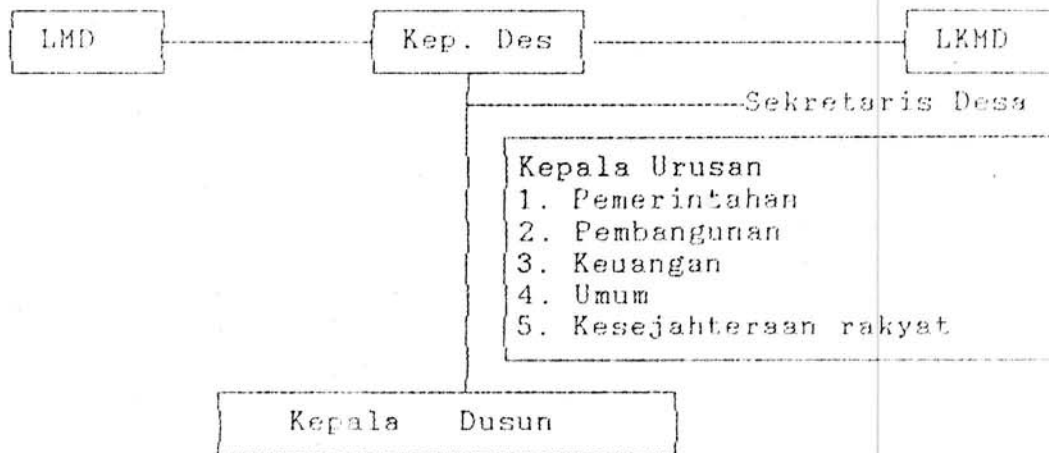 LMD Kep. Des LKMD
Sekretaris Desa
Kepala Urusan
1. Pemerintahan
2. Pembangunan
3. Keuangan
4. Umum
5. Kesejahteraan rakyat
Kepala Dusun